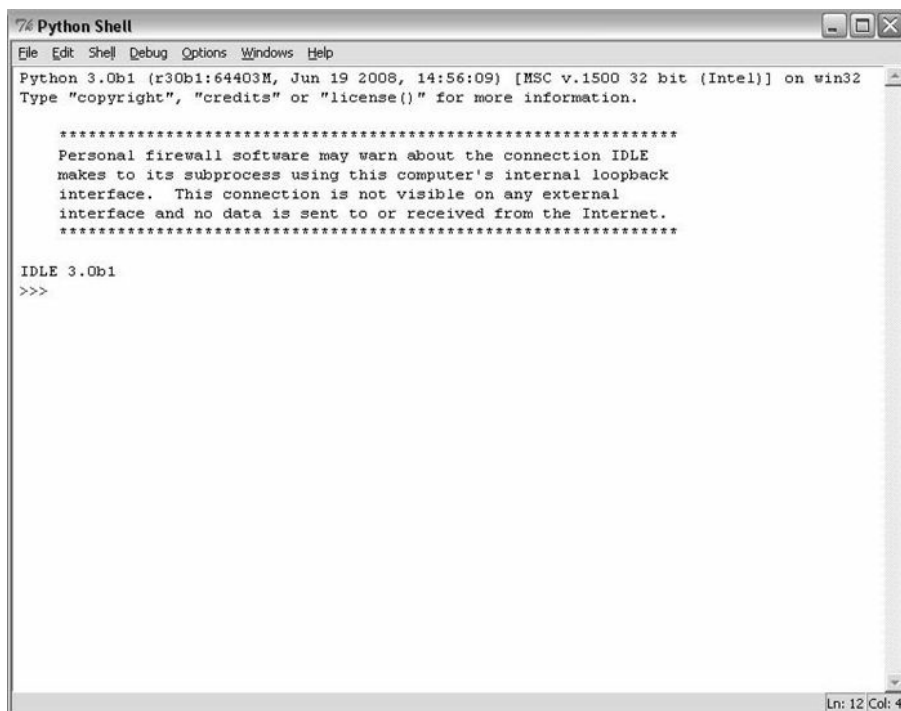 76 Python Shell
File Edit Shell Debug Options Windows Help
Python 3.0b1 (r30b1:64403M, Jun 19 2008, 14:56:09) [MSC v.1500 32 bit (Intel)] on win32
Type "copyright", "credits" or "license()" for more information.
****************************************************************
Personal firewall software may warn about the connection IDLE
makes to its subprocess using this computer's internal loopback
interface.  This connection is not visible on any external
interface and no data is sent to or received from the Internet.
****************************************************************
IDLE 3.0b1
>>>
Ln: 12 Col: 4